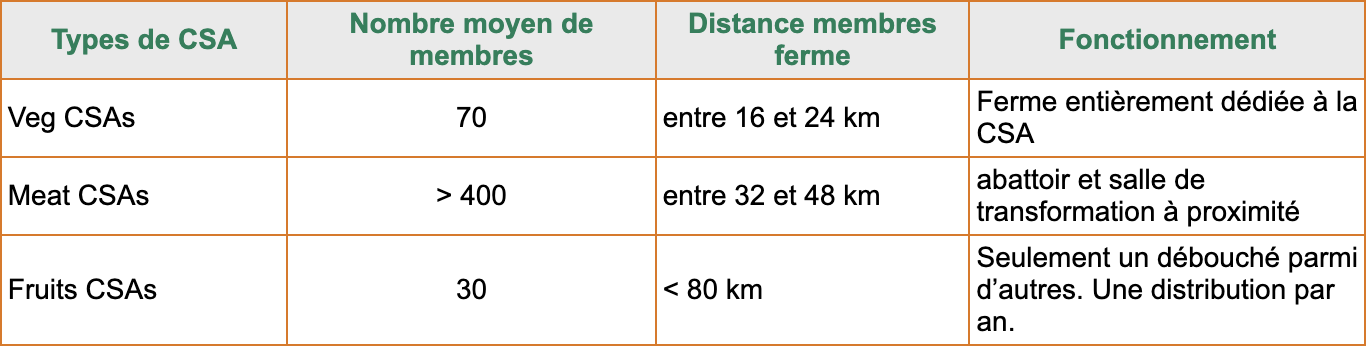 Types de CSA
Nombre moyen de
membres
Distance membres
ferme
Fonctionnement
Veg CSAs
70
entre 16 et 24 km
Ferme entièrement dédiée à la
CSA
Meat CSAs
> 400
entre 32 et 48 km
abattoir et salle de
transformation à proximité
Fruits CSAs
30
< 80 km
Seulement un débouché parmi
d’autres. Une distribution par
an.